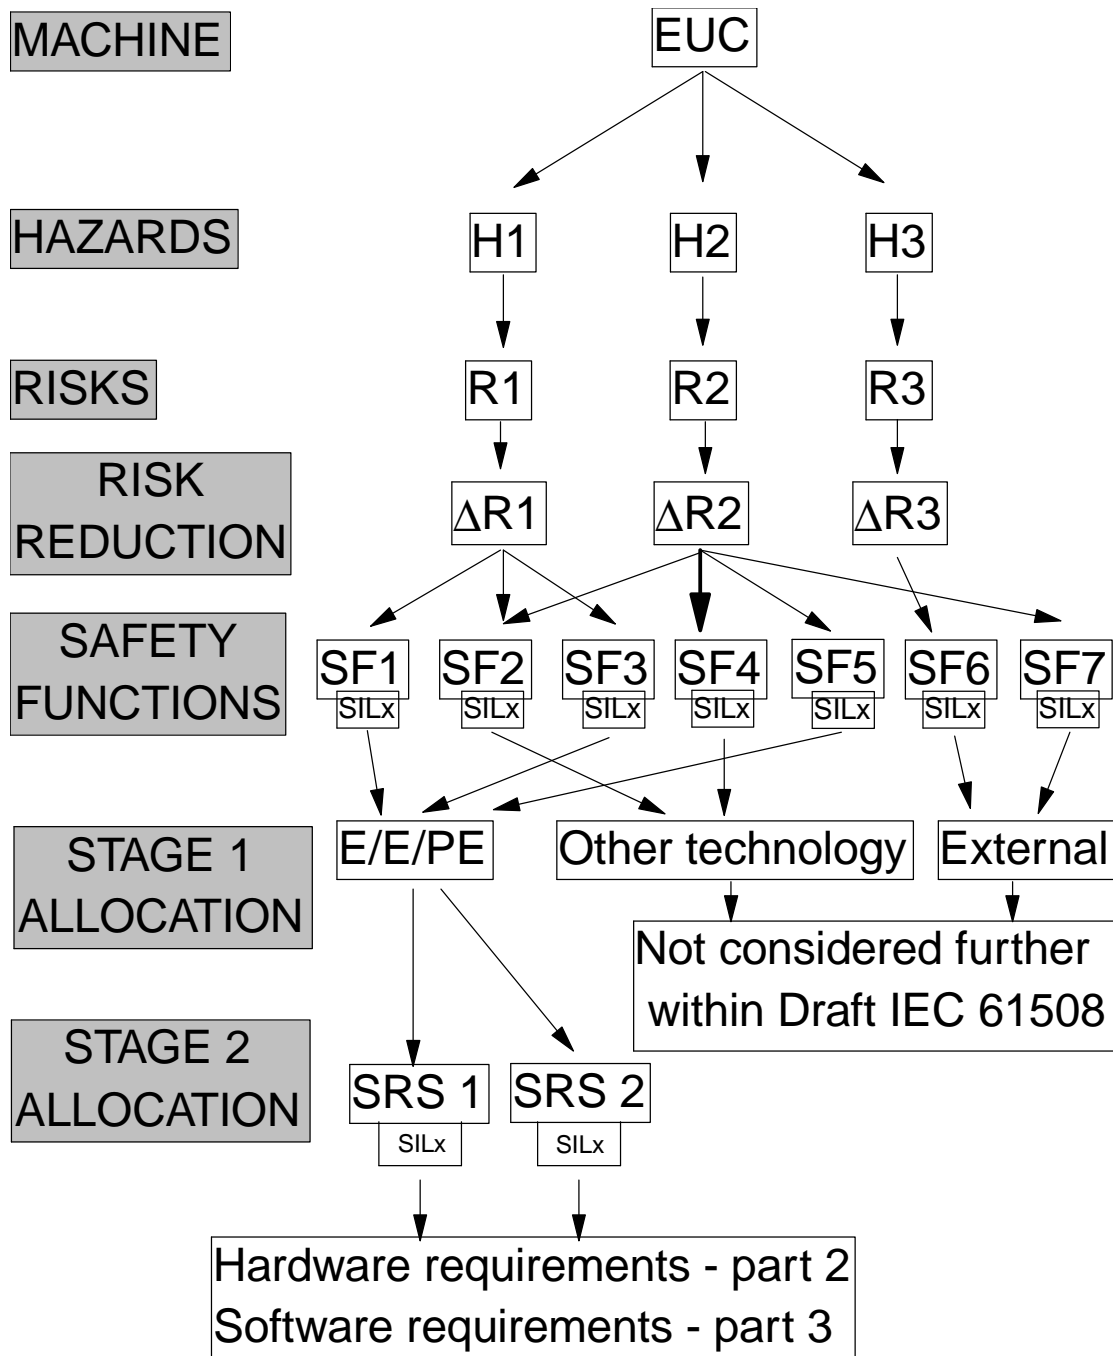 MACHINE
EUC
HAZARDS
H1
H2
H3
RISKS
R1
R2
R3
RISK
REDUCTION
ΔR1
ΔR2
ΔR3
SAFETY
FUNCTIONS
SF1
SF2
SF3
SF4
SF5
SF6
SF7
SILx
SILx
SILx
SILx
SILx
SILx
SILx
STAGE 1
ALLOCATION
E/E/PE
Other technology
External
Not considered further
within Draft IEC 61508
STAGE 2
ALLOCATION
SRS 1
SRS 2
SILx
SILx
Hardware requirements - part 2
Software requirements - part 3